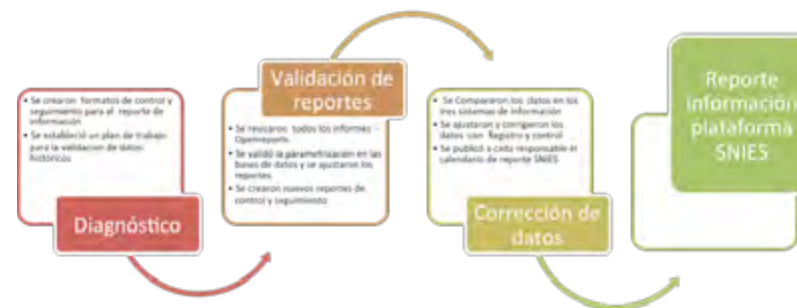 • Se crearon formatos de control y
seguimiento para el reporte de
información
• Se estableció un plan de trabajo
para la validacion de datos
históricos
Diagnóstico
Validación de
reportes
• Se revisaron todos los informes -
Openreports
• Se validó la parametrización en las
bases de datos y se ajustaron los
reportes
• Se crearon nuevos reportes de
control y seguimiento
• Se Compararon los datos en los
tres sistemas de información
• Se ajustaron y corrigieron los
datos con Registro y control
• Se publicó a cada responsable el
calendario de reporte SNIES
Corrección de
datos
Reporte
información
plataforma
SNIES